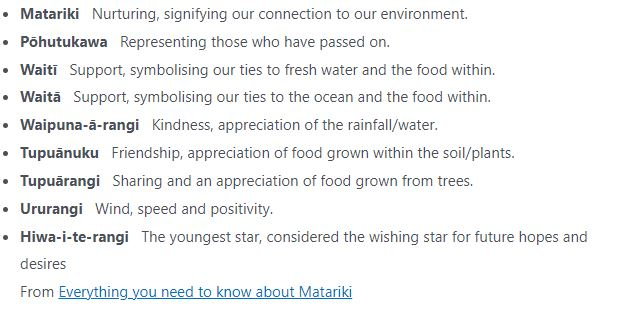 • Matariki Nurturing, signifying our connection to our environment.
• Pōhutukawa Representing those who have passed on.
• Waitī Support, symbolising our ties to fresh water and the food within.
• Waitā Support, symbolising our ties to the ocean and the food within.
• Waipuna-ā-rangi Kindness, appreciation of the rainfall/water.
• Tupuānuku Friendship, appreciation of food grown within the soil/plants.
• Tupuārangi Sharing and an appreciation of food grown from trees.
• Ururangi Wind, speed and positivity.
• Hiwa-i-te-rangi The youngest star, considered the wishing star for future hopes and
desires
From Everything you need to know about Matariki